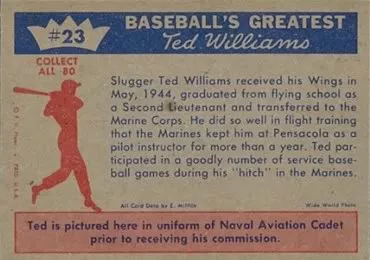 #23
BASEBALL'S GREATEST
Ted Williams
COLLECT
ALL 80
Slugger Ted Williams received his Wings in
May, 1944, graduated from flying school as
a Second Lieutenant and transferred to the
Marine Corps. He did so well in flight training
that the Marines kept him at Pensacola as a
pilot instructor for more than a year. Ted par-
ticipated in a goodly number of service base-
ball games during his "hitch" in the Marines.
All Card Data by E. Mifflin
Wide World Photo
Ted is pictured here in uniform of Naval Aviation Cadet
prior to receiving his commission.